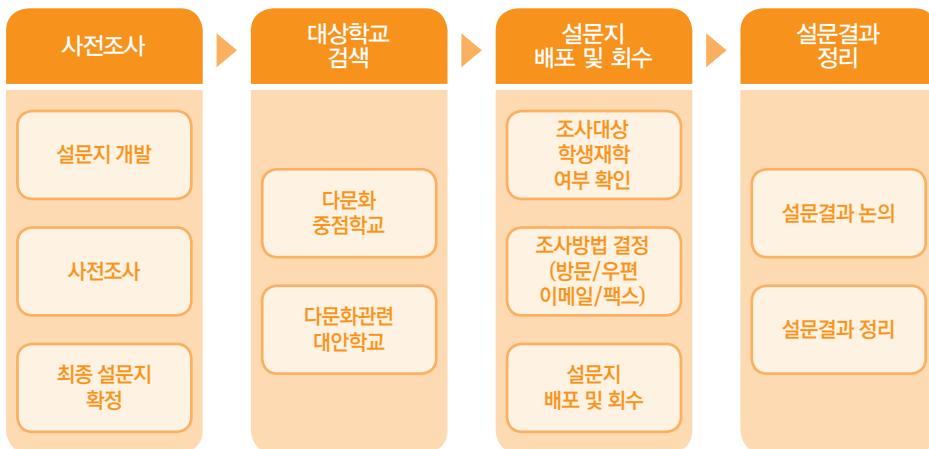 사전조사
설문지 개발
사전조사
최종 설문지
확정
대상학교
검색
다문화
중점학교
다문화관련
대안학교
설문지
배포 및 회수
조사대상
학생재학
여부 확인
조사방법 결정
(방문/우편
이메일/팩스)
설문지
배포 및 회수
설문결과
정리
설문결과 논의
설문결과 정리